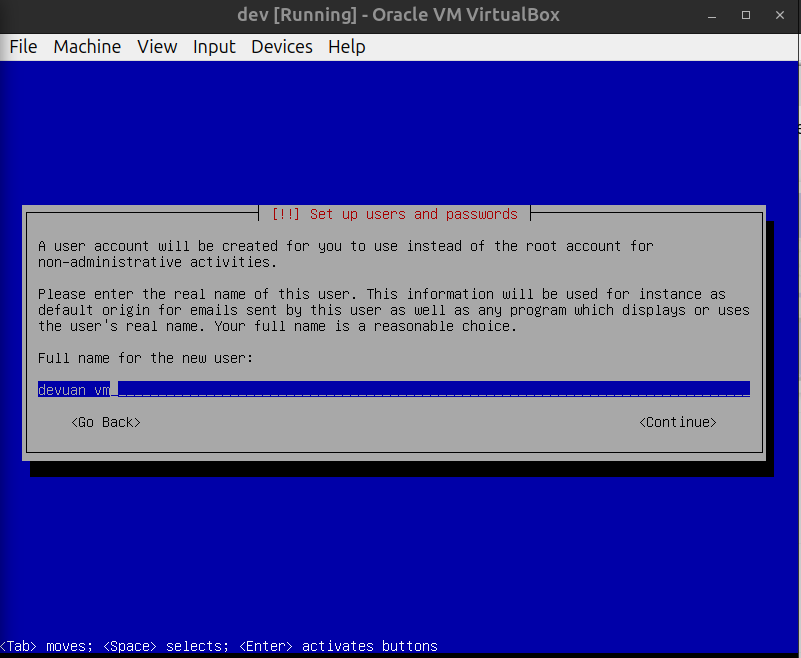 dev [Running] - Oracle VM VirtualBox
File Machine View Input Devices Help
[!!] Set up users and passwords
A user account will be created for you to use instead of the root account for
non-administrative activities.
Please enter the real name of this user. This information will be used for instance as
default origin for emails sent by this user as well as any program which displays or uses
the user's real name. Your full name is a reasonable choice.
Full name for the new user:
devuan vm
<Go Back> <Continue>
<Tab> moves; <Space> selects; <Enter> activates buttons